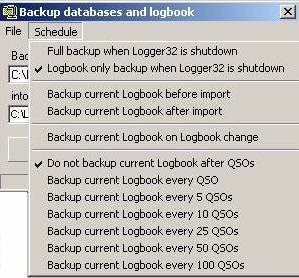 Backup databases and logbook
File Schedule
Full backup when Logger32 is shutdown
Bac
✓ Logbook only backup when Logger32 is shutdown
C:\
Backup current Logbook before import
into
Backup current Logbook after import
C:\L
Backup current Logbook on Logbook change
✓ Do not backup current Logbook after QSOs
Backup current Logbook every QSO
Backup current Logbook every 5 QSOs
Backup current Logbook every 10 QSOs
Backup current Logbook every 25 QSOs
Backup current Logbook every 50 QSOs
Backup current Logbook every 100 QSOs